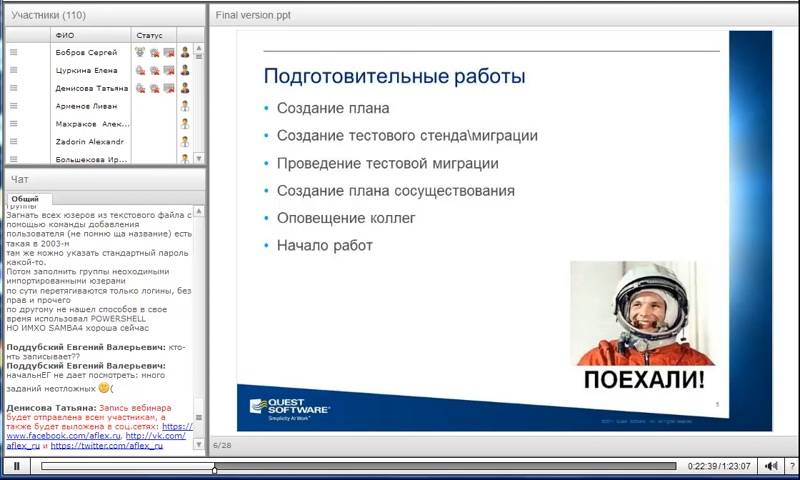 Участники (110)
ФИО Статус
Бобров Сергей
Цуркина Елена
Денисова Татьяна
Арменов Ливан
Махраков Алек...
Zadorin Alexandr
Большекова Ир...
Чат
Общий
группы
Загнать всех юзеров из текстового файла с
помощью команды добавления
пользователя (не помню ща название) есть
такая в 2003-н
там же можно указать стандартный пароль
какой-то.
Потом заполнить группы неоходимыми
импортированными юзерами
по сути перетягиваются только логины, без
прав и прочего
по другому не нашел способов в свое
время использовал POWERSHELL
НО ИМХО SAMBA4 хороша сейчас
Поддубский Евгений Валерьевич: кто-
нть записывает??
Поддубский Евгений Валерьевич:
начальнЕГ не дает посмотреть: много
заданий неотложных (
Денисова Татьяна: Запись вебинара
будет отправлена всем участникам, а
также будет выложена в соц.сетях: https://
www.facebook.com/aflex.ru, http://vk.com/
aflex_ru и https://twitter.com/aflex_ru
Final version.ppt
Подготовительные работы
• Создание плана
• Создание тестового стенда\миграции
• Проведение тестовой миграции
• Создание плана сосуществования
• Оповещение коллег
• Начало работ
ПОЕХАЛИ!
QUEST
SOFTWARE
Simplicity At Work
5
6/28
0:22:39/1:23:07
?